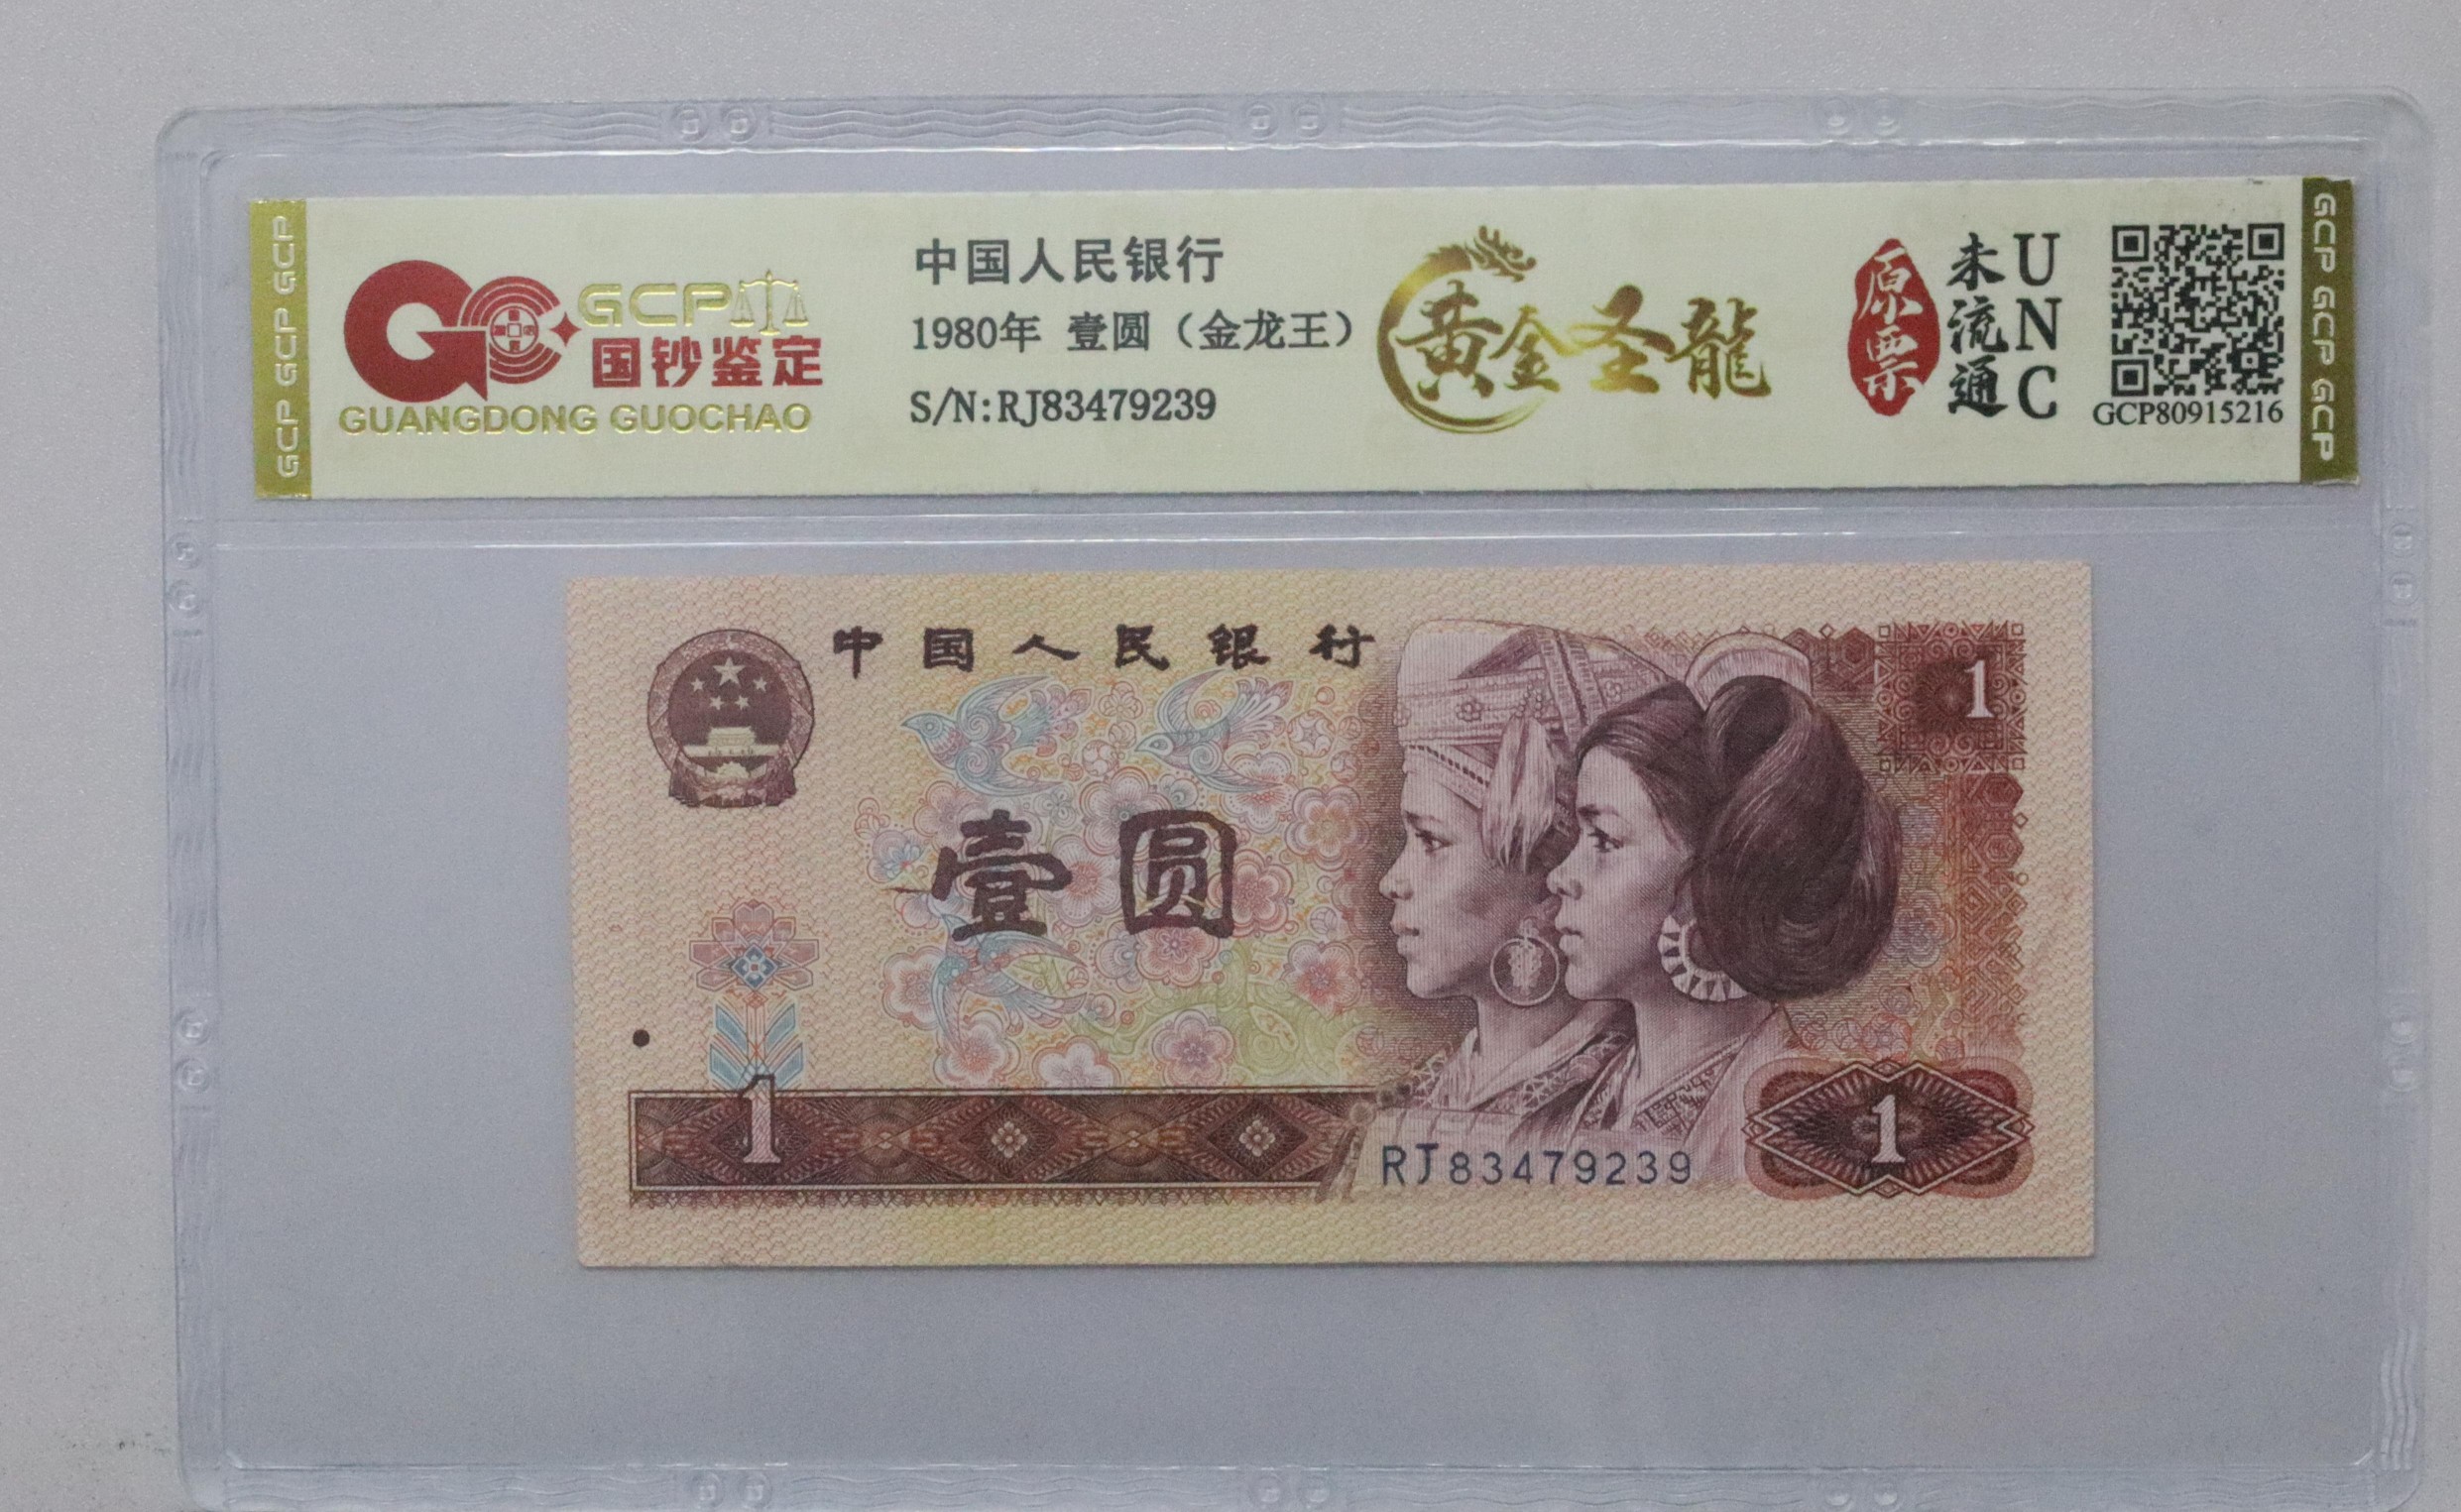 GCP GCP GCP
GCP
国钞鉴定
GUANGDONG GUOCHAO
中国人民银行
1980年 壹圆（金龙王）
S/N:RJ83479239
黄金圣龍
原票
未流通
UNC
GCP80915216
GCP GCP GCP
中国人民银行
1
壹圆
1
1
RJ83479239